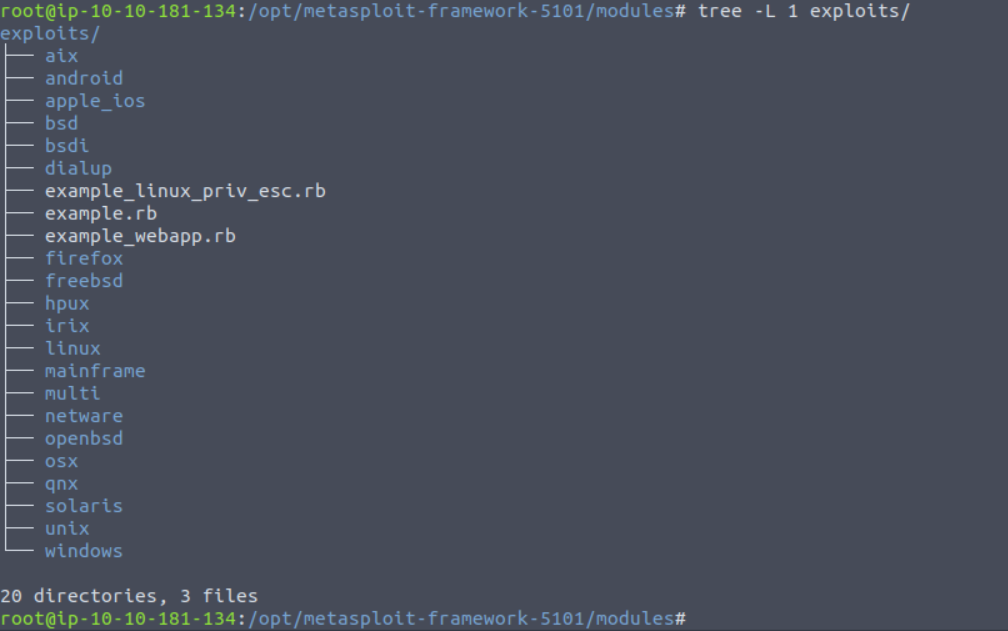 root@ip-10-10-181-134:/opt/metasploit-framework-5101/modules# tree -L 1 exploits/
exploits/
├── aix
├── android
├── apple_ios
├── bsd
├── bsdi
├── dialup
├── example_linux_priv_esc.rb
├── example.rb
├── example_webapp.rb
├── firefox
├── freebsd
├── hpux
├── irix
├── linux
├── mainframe
├── multi
├── netware
├── openbsd
├── osx
├── qnx
├── solaris
├── unix
└── windows
20 directories, 3 files
root@ip-10-10-181-134:/opt/metasploit-framework-5101/modules#